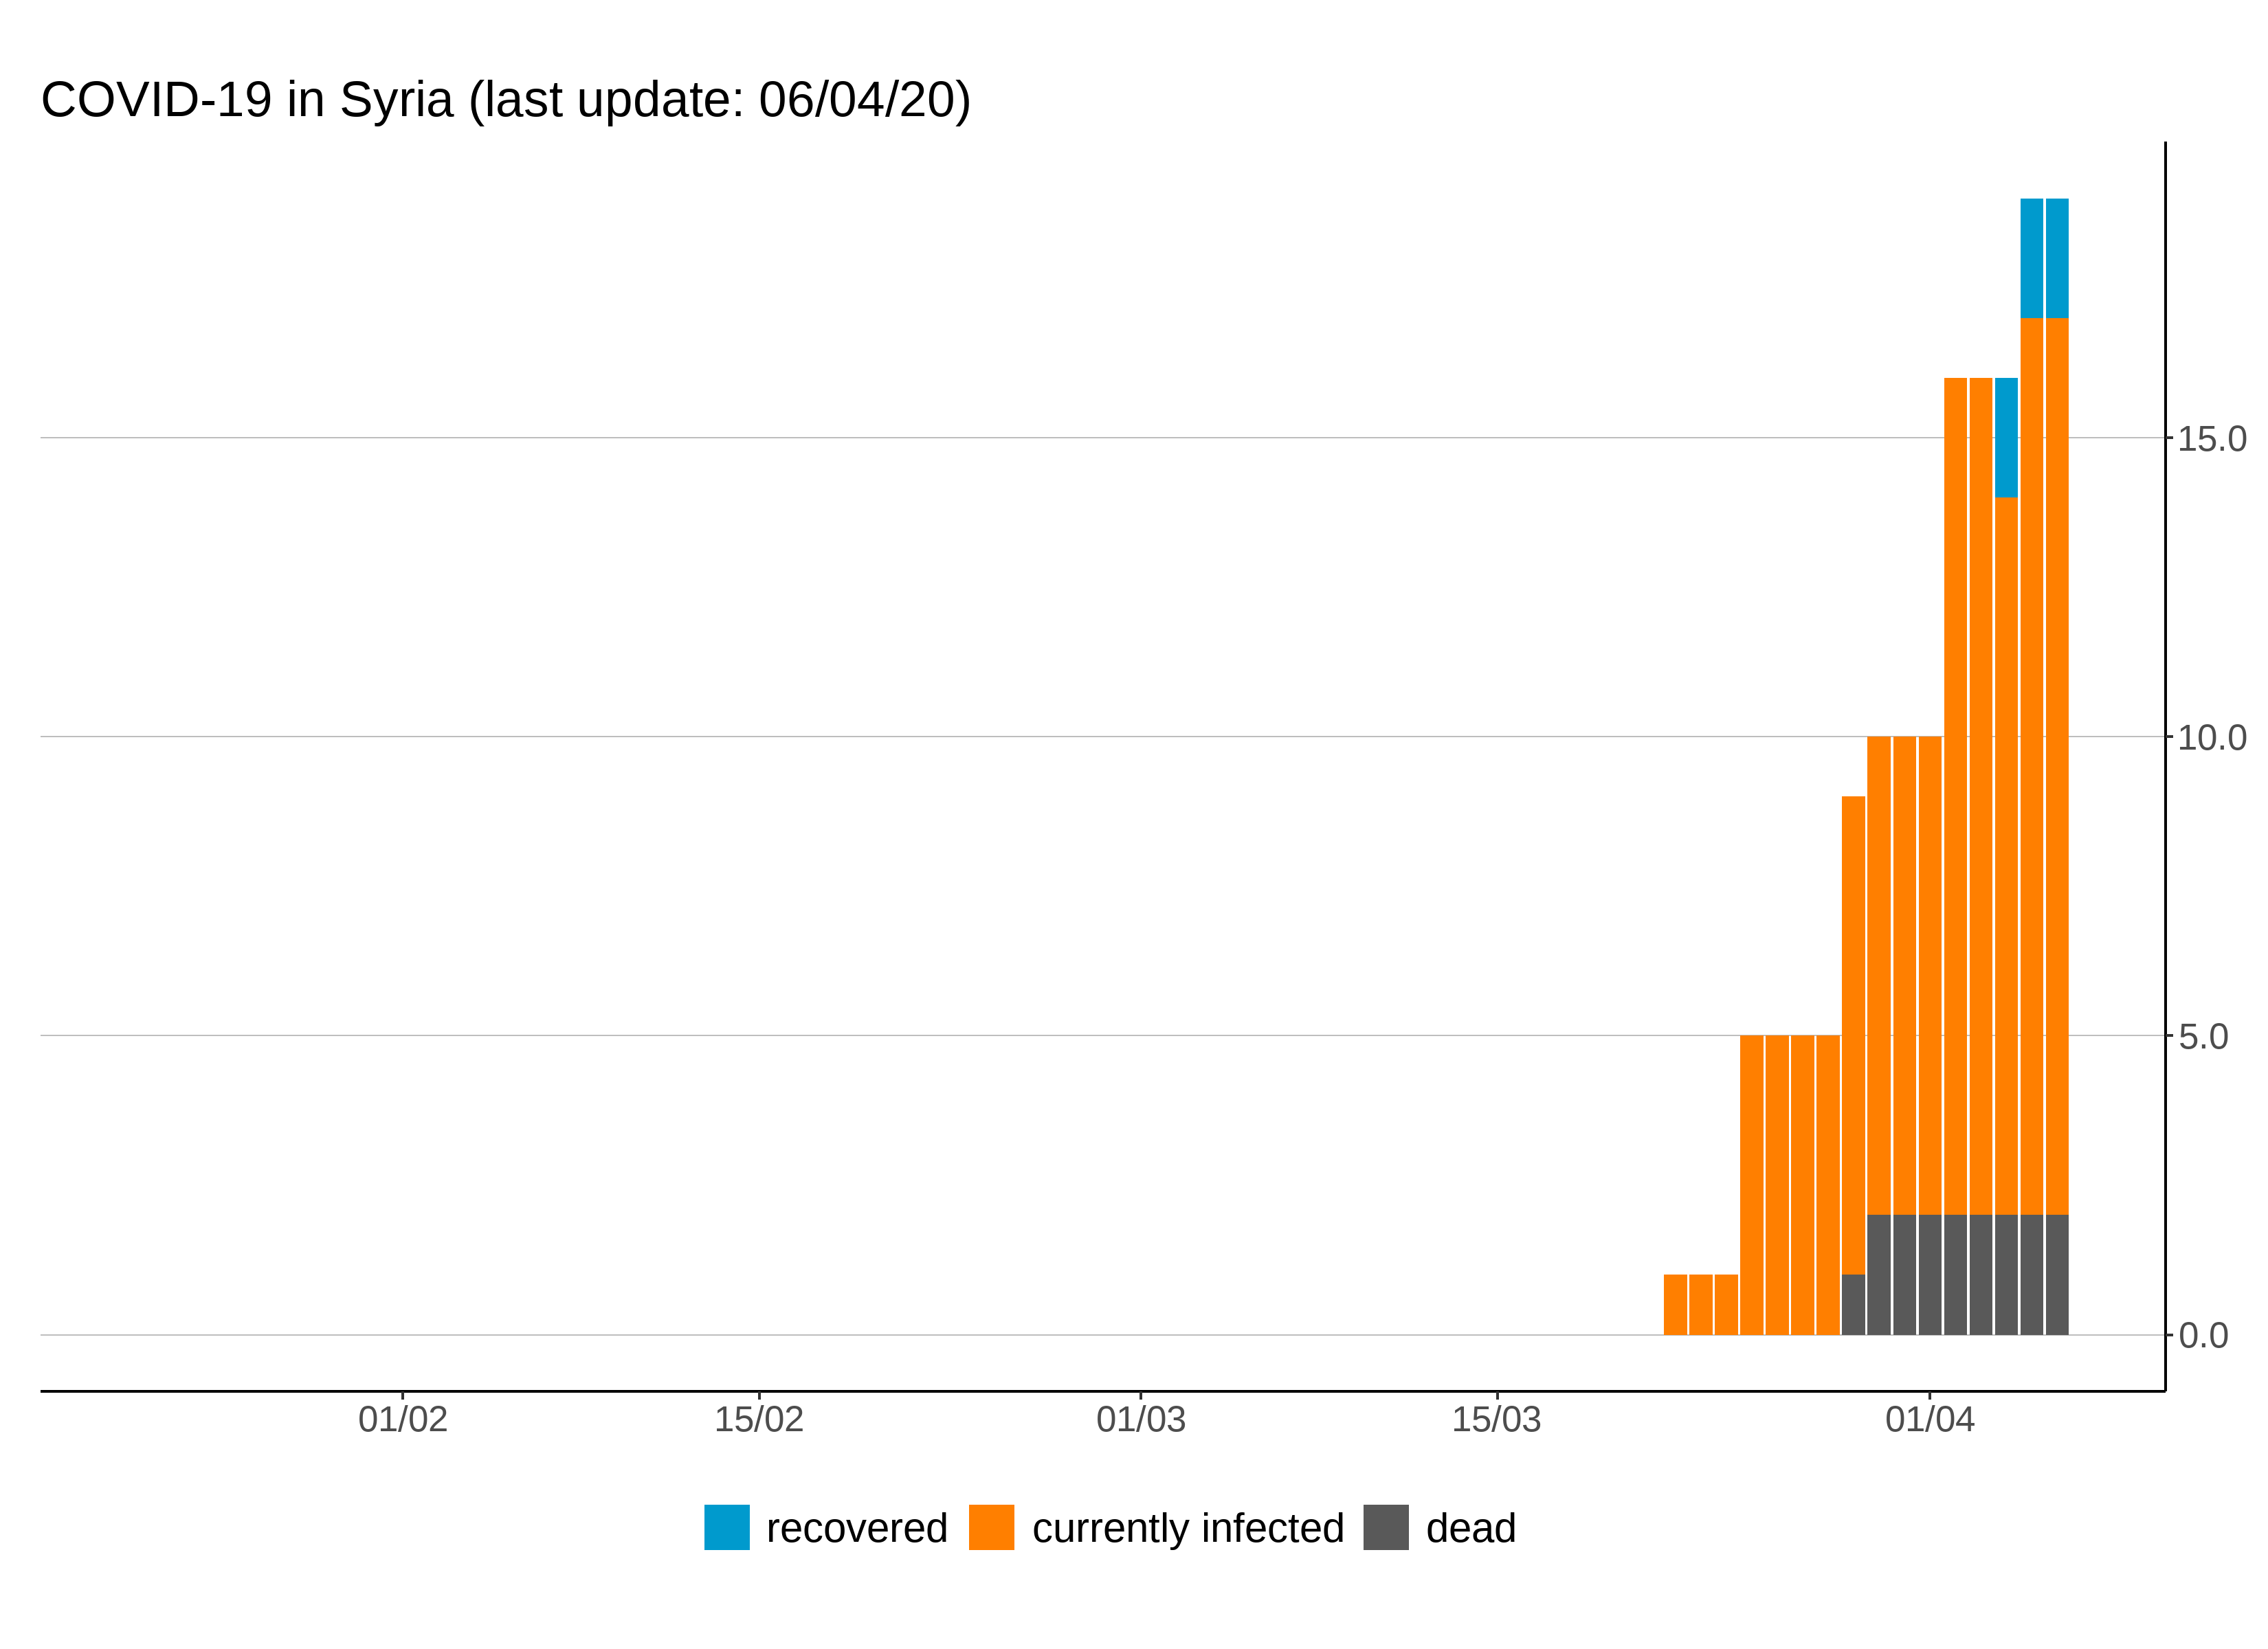 COVID-19 in Syria (last update: 06/04/20)
15.0
10.0
5.0
0.0
01/02 15/02 01/03 15/03 01/04
recovered currently infected dead